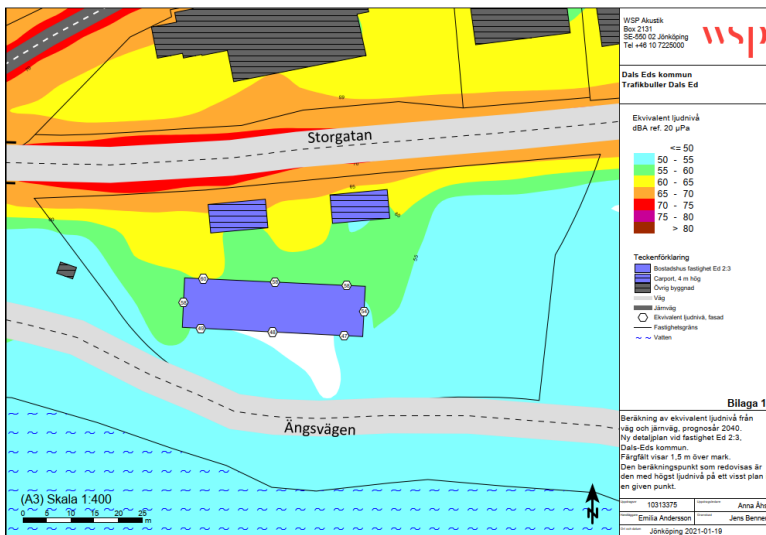 WSP Akustik
Box 2131
SE-550 02 Jönköping
Tel +46 10 7225000
wsp
Dals Eds kommun
Trafikbuller Dals Ed
Ekvivalent ljudnivå
dBA ref. 20 µPa
<= 50
50 - 55
55 - 60
60 - 65
65 - 70
70 - 75
75 - 80
> 80
Teckenförklaring
Bostadshus fastighet Ed 2:3
Carport, 4 m hög
Övrig byggnad
Väg
Järnväg
Ekvivalent ljudnivå, fasad
Fastighetsgräns
Vatten
Storgatan
Ängsvägen
(A3) Skala 1:400
0 5 10 15 20 25
m
N
Bilaga 1
Beräkning av ekvivalent ljudnivå från
väg och järnväg, prognosår 2040.
Ny detaljplan vid fastighet Ed 2:3,
Dals-Eds kommun.
Färgfält visar 1,5 m över mark.
Den beräkningspunkt som redovisas är
den med högst ljudnivå på ett visst plan
en given punkt.
10313375
Emilia Andersson
Jens Benner
Jönköping 2021-01-19